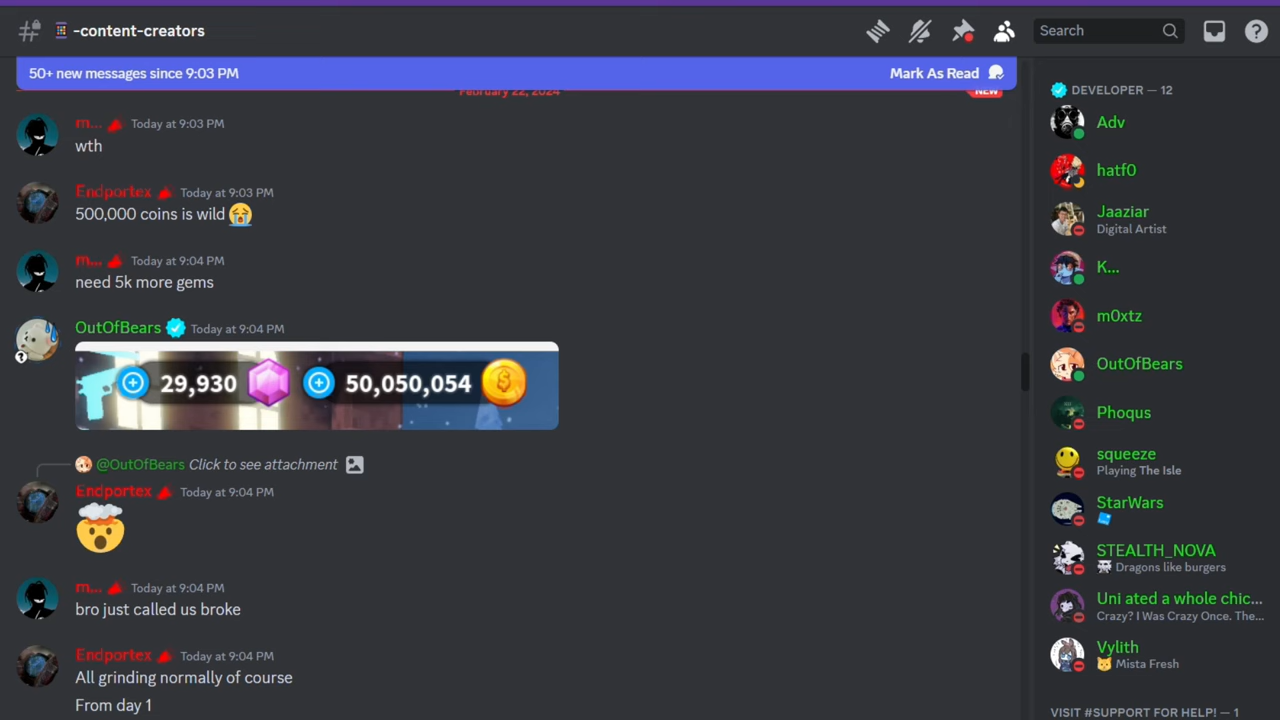 -content-creators
Search
50+ new messages since 9:03 PM
Mark As Read
February 22, 2024
NEW
m... Today at 9:03 PM
wth
Endportex Today at 9:03 PM
500,000 coins is wild 😭
m... Today at 9:04 PM
need 5k more gems
OutOfBears Today at 9:04 PM
29,930 50,050,054
@OutOfBears Click to see attachment
Endportex Today at 9:04 PM
🤯
m... Today at 9:04 PM
bro just called us broke
Endportex Today at 9:04 PM
All grinding normally of course
From day 1
DEVELOPER — 12
Adv
hatf0
Jaaziar
Digital Artist
K...
m0xtz
OutOfBears
Phoqus
squeeze
Playing The Isle
StarWars
STEALTH_NOVA
Dragons like burgers
Uni ated a whole chic...
Crazy? I Was Crazy Once. The...
Vylith
Mista Fresh
VISIT #SUPPORT FOR HELP! — 1